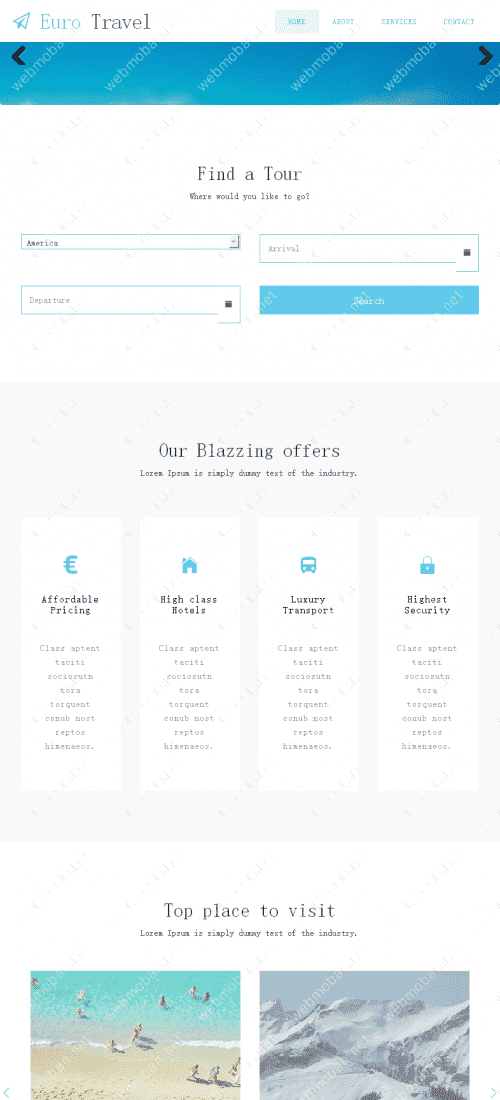 Euro Travel
HOME ABOUT SERVICES CONTACT
Find a Tour
Where would you like to go?
America
Arrival
Departure
Search
Our Blazzing offers
Lorem Ipsum is simply dummy text of the industry.
Affordable
Pricing
Class aptent
taciti
sociosutn
tora
torquent
conub nost
reptos
himenaeos.
High class
Hotels
Class aptent
taciti
sociosutn
tora
torquent
conub nost
reptos
himenaeos.
Luxury
Transport
Class aptent
taciti
sociosutn
tora
torquent
conub nost
reptos
himenaeos.
Highest
Security
Class aptent
taciti
sociosutn
tora
torquent
conub nost
reptos
himenaeos.
Top place to visit
Lorem Ipsum is simply dummy text of the industry.